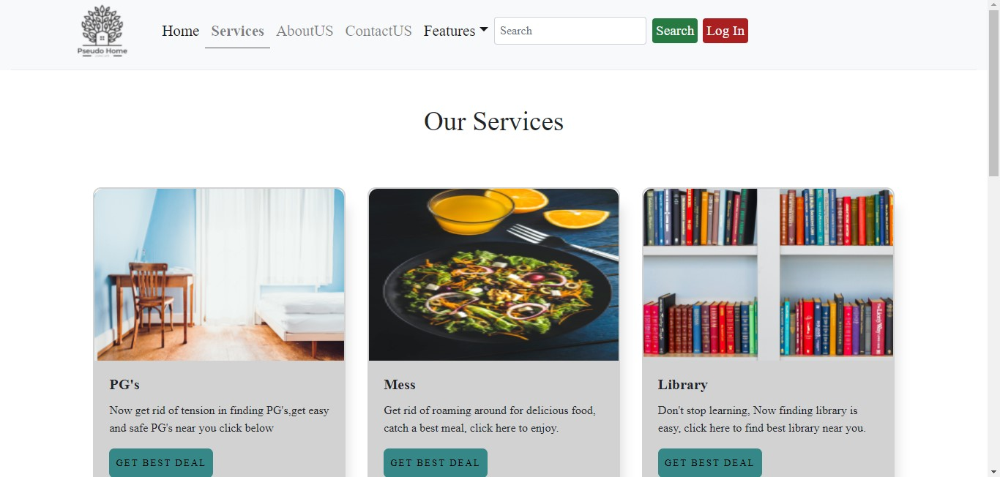 Pseudo Home
Home Services AboutUS ContactUS Features Search Search Log In
Our Services
PG's
Now get rid of tension in finding PG's,get easy
and safe PG's near you click below
GET BEST DEAL
Mess
Get rid of roaming around for delicious food,
catch a best meal, click here to enjoy.
GET BEST DEAL
Library
Don't stop learning, Now finding library is
easy, click here to find best library near you.
GET BEST DEAL